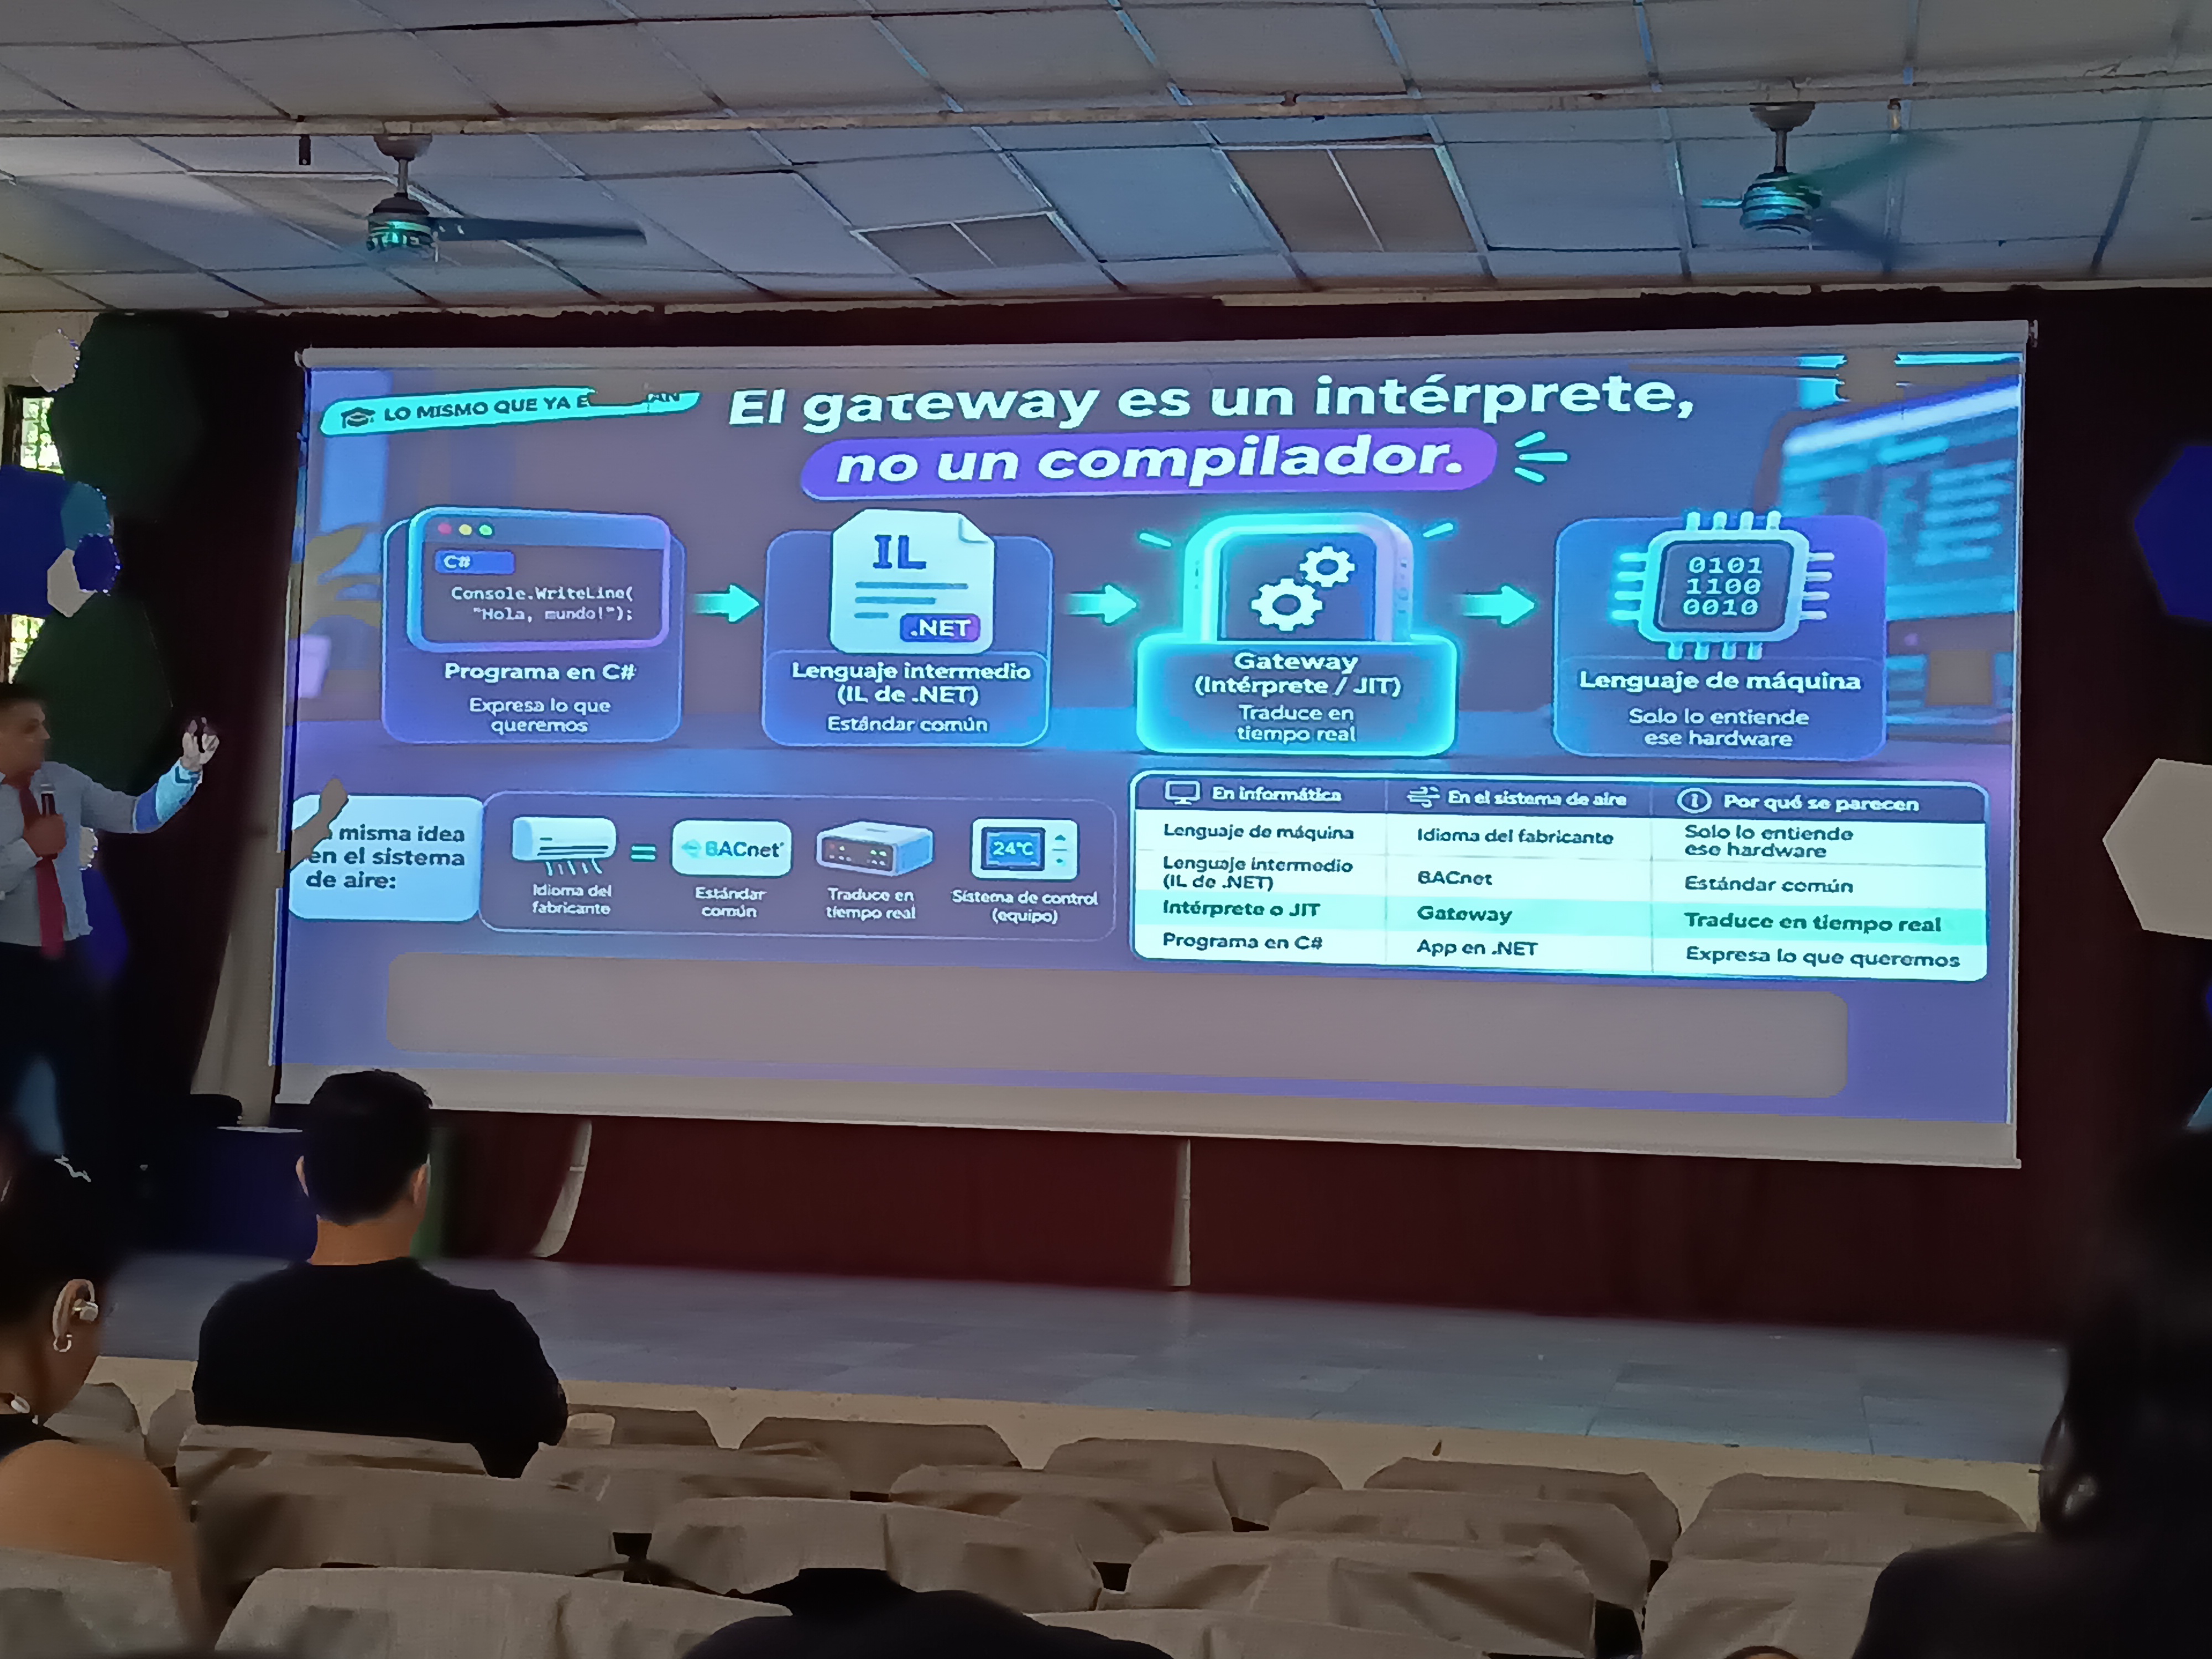 LO MISMO QUE YA
El gateway es un intérprete,
no un compilador.
C#
Console.WriteLine(
"Hola, mundo!");
Programa en C#
Expresa lo que
queremos
IL
.NET
Lenguaje intermedio
(IL de .NET)
Estándar común
Gateway
(Intérprete / JIT)
Traduce en
tiempo real
0101
1100
0010
Lenguaje de máquina
Solo lo entiende
ese hardware
misma idea
en el sistema
de aire:
Idioma del
fabricante
=
BACnet
Estándar
común
Traduce en
tiempo real
24°C
Sistema de control
(equipo)
En informática En el sistema de aire Por qué se parecen
Lenguaje de máquina Idioma del fabricante Solo lo entiende
ese hardware
Lenguaje intermedio
(IL de .NET) BACnet Estándar común
Intérprete o JIT Gateway Traduce en tiempo real
Programa en C# App en .NET Expresa lo que queremos